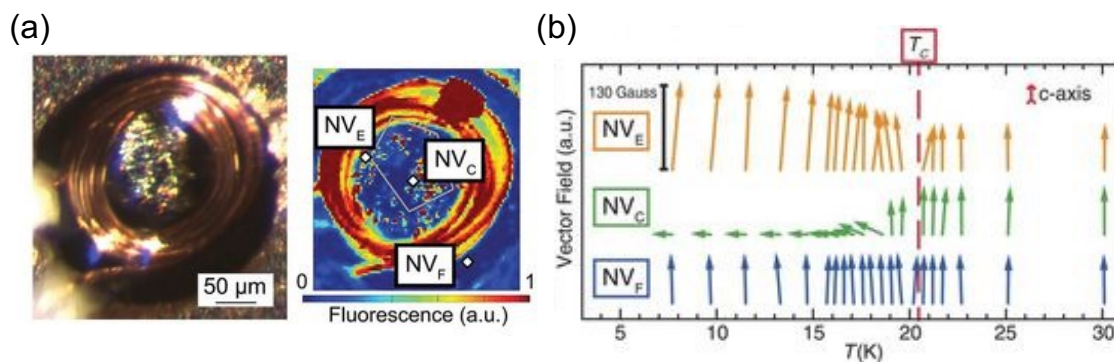 (a)
50 μm
NV_E
NV_C
NV_F
0
1
Fluorescence (a.u.)
(b)
T_C
130 Gauss
c-axis
NV_E
NV_C
NV_F
Vector Field (a.u.)
5 10 15 20 25 30
T(K)